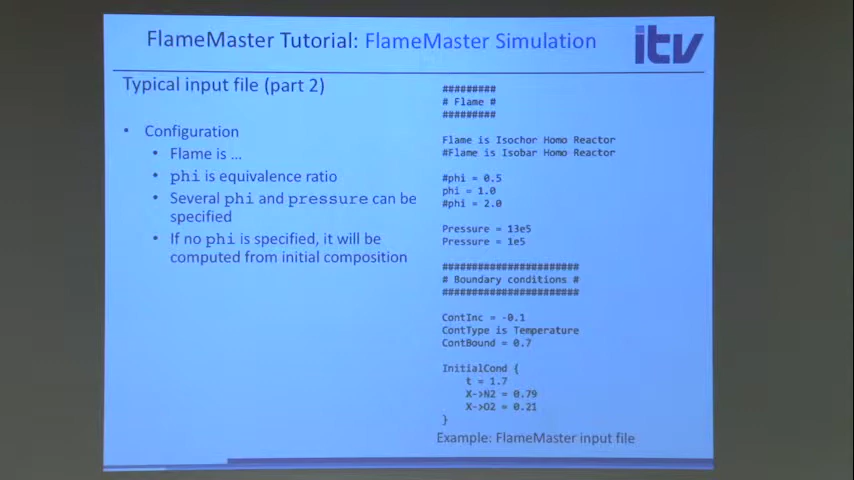 FlameMaster Tutorial: FlameMaster Simulation
itv
Typical input file (part 2)
• Configuration
• Flame is ...
• phi is equivalence ratio
• Several phi and pressure can be
specified
• If no phi is specified, it will be
computed from initial composition
#########
# Flame #
#########
Flame is Isochor Homo Reactor
#Flame is Isobar Homo Reactor
#phi = 0.5
phi = 1.0
#phi = 2.0
Pressure = 13e5
Pressure = 1e5
#######################
# Boundary conditions #
#######################
ContInc = -0.1
ContType is Temperature
ContBound = 0.7
InitialCond {
t = 1.7
X->N2 = 0.79
X->O2 = 0.21
}
Example: FlameMaster input file